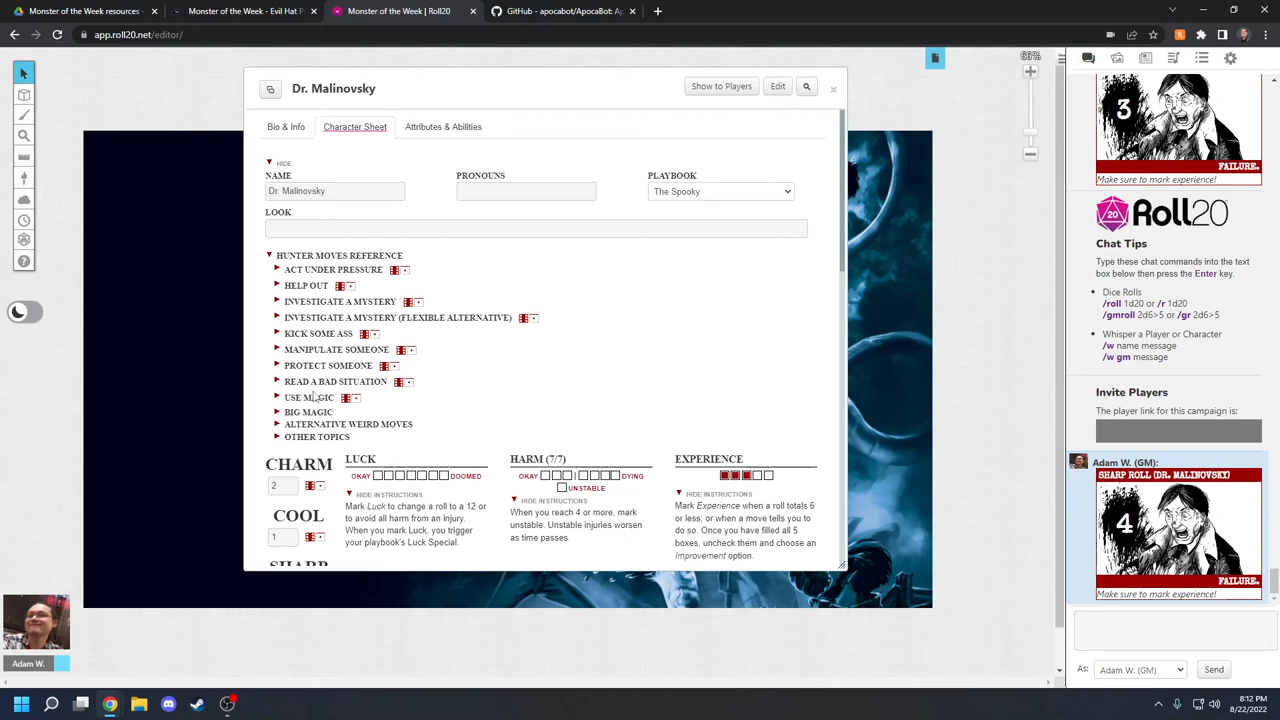 Monster of the Week resources/
Monster of the Week – Evil Hat P
Monster of the Week | Roll20
GitHub - apocabot/ApocaBot: Ap
app.roll20.net/editor/
66%
Dr. Malinovsky
Show to Players
Edit
Bio & Info
Character Sheet
Attributes & Abilities
HIDE
NAME
PRONOUNS
PLAYBOOK
Dr. Malinovsky
The Spooky
LOOK
HUNTER MOVES REFERENCE
ACT UNDER PRESSURE
HELP OUT
INVESTIGATE A MYSTERY
INVESTIGATE A MYSTERY (FLEXIBLE ALTERNATIVE)
KICK SOME ASS
MANIPULATE SOMEONE
PROTECT SOMEONE
READ A BAD SITUATION
USE MAGIC
BIG MAGIC
ALTERNATIVE WEIRD MOVES
OTHER TOPICS
CHARM
2
COOL
1
SHARP
LUCK
OKAY
DOOMED
HIDE INSTRUCTIONS
Mark Luck to change a roll to a 12 or
to avoid all harm from an injury.
When you mark Luck, you trigger
your playbook's Luck Special.
HARM (7/7)
OKAY | DYING
UNSTABLE
HIDE INSTRUCTIONS
When you reach 4 or more, mark
unstable. Unstable injuries worsen
as time passes.
EXPERIENCE
HIDE INSTRUCTIONS
Mark Experience when a roll totals 6
or less; or when a move tells you to
do so. Once you have filled all 5
boxes, uncheck them and choose an
Improvement option.
3
FAILURE.
Make sure to mark experience!
20 Roll20
Chat Tips
Type these chat commands into the text
box below then press the Enter key.
Dice Rolls
/roll 1d20 or /r 1d20
/gmroll 2d6>5 or /gr 2d6>5
Whisper a Player or Character
/w name message
/w gm message
Invite Players
The player link for this campaign is:
Adam W. (GM):
SHARP ROLL (DR. MALINOVSKY)
4
FAILURE.
Make sure to mark experience!
As:
Adam W. (GM)
Send
Adam W.
8:12 PM
8/22/2022